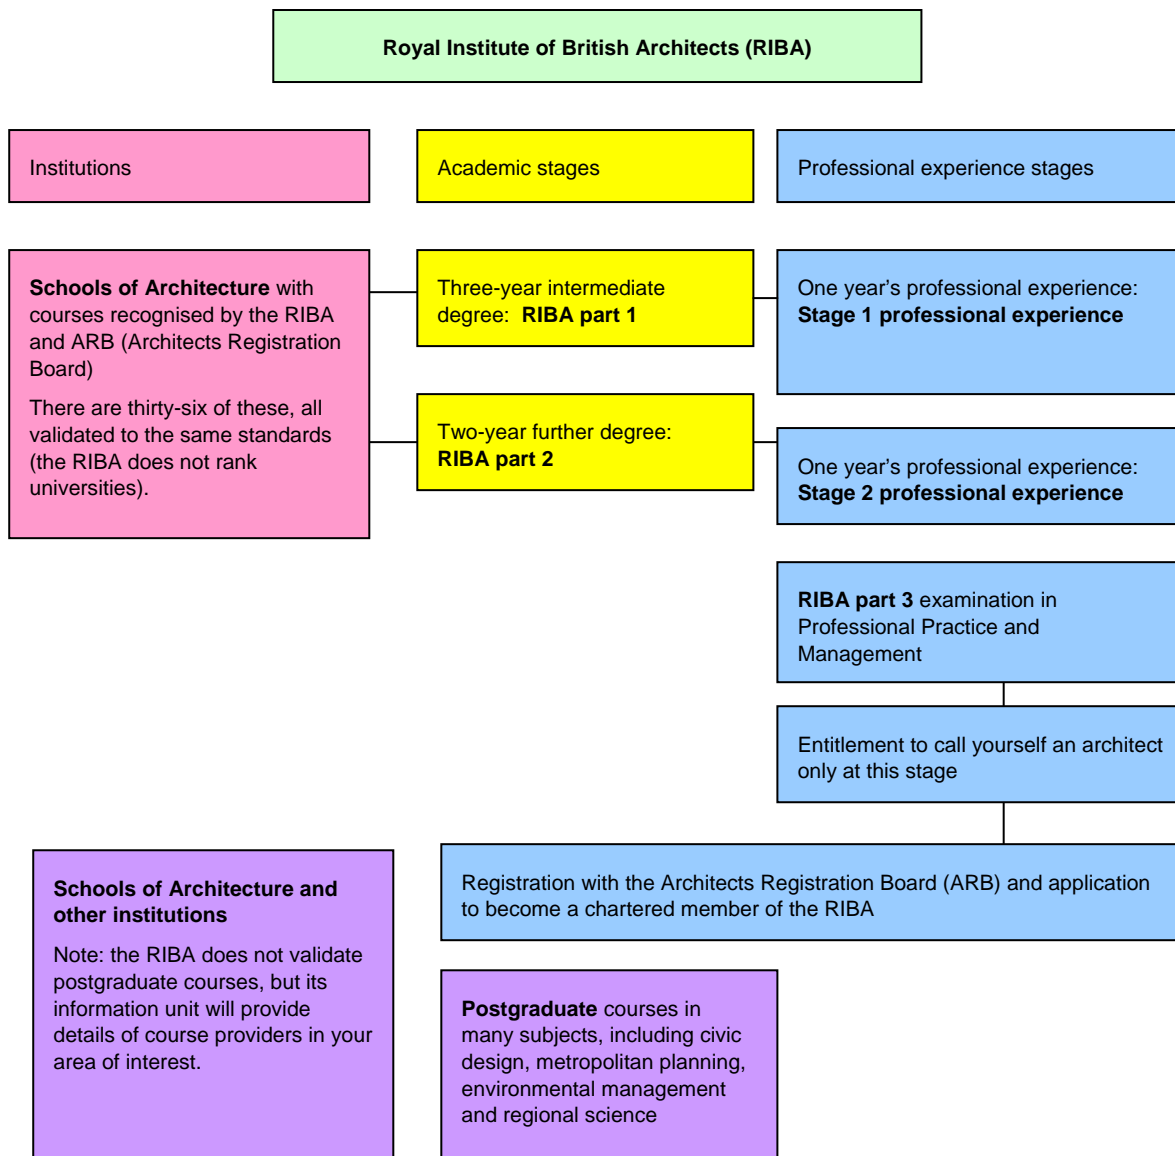 Royal Institute of British Architects (RIBA)
Institutions
Academic stages
Professional experience stages
Schools of Architecture with
courses recognised by the RIBA
and ARB (Architects Registration
Board)
There are thirty-six of these, all
validated to the same standards
(the RIBA does not rank
universities).
Three-year intermediate
degree:  RIBA part 1
One year’s professional experience:
Stage 1 professional experience
Two-year further degree:
RIBA part 2
One year’s professional experience:
Stage 2 professional experience
RIBA part 3 examination in
Professional Practice and
Management
Entitlement to call yourself an architect
only at this stage
Registration with the Architects Registration Board (ARB) and application
to become a chartered member of the RIBA
Schools of Architecture and
other institutions
Note: the RIBA does not validate
postgraduate courses, but its
information unit will provide
details of course providers in your
area of interest.
Postgraduate courses in
many subjects, including civic
design, metropolitan planning,
environmental management
and regional science